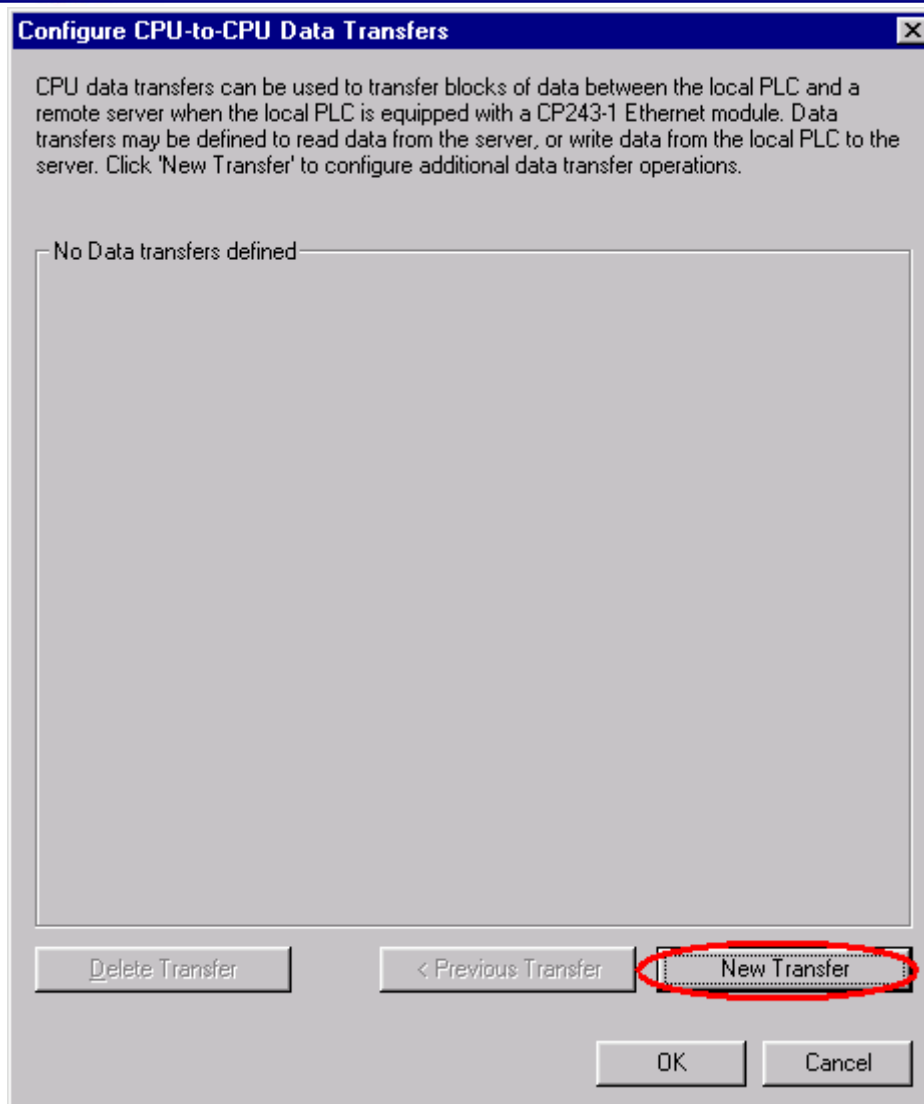 Configure CPU-to-CPU Data Transfers
CPU data transfers can be used to transfer blocks of data between the local PLC and a
remote server when the local PLC is equipped with a CP243-1 Ethernet module. Data
transfers may be defined to read data from the server, or write data from the local PLC to the
server. Click 'New Transfer' to configure additional data transfer operations.
No Data transfers defined
Delete Transfer
< Previous Transfer
New Transfer
OK
Cancel